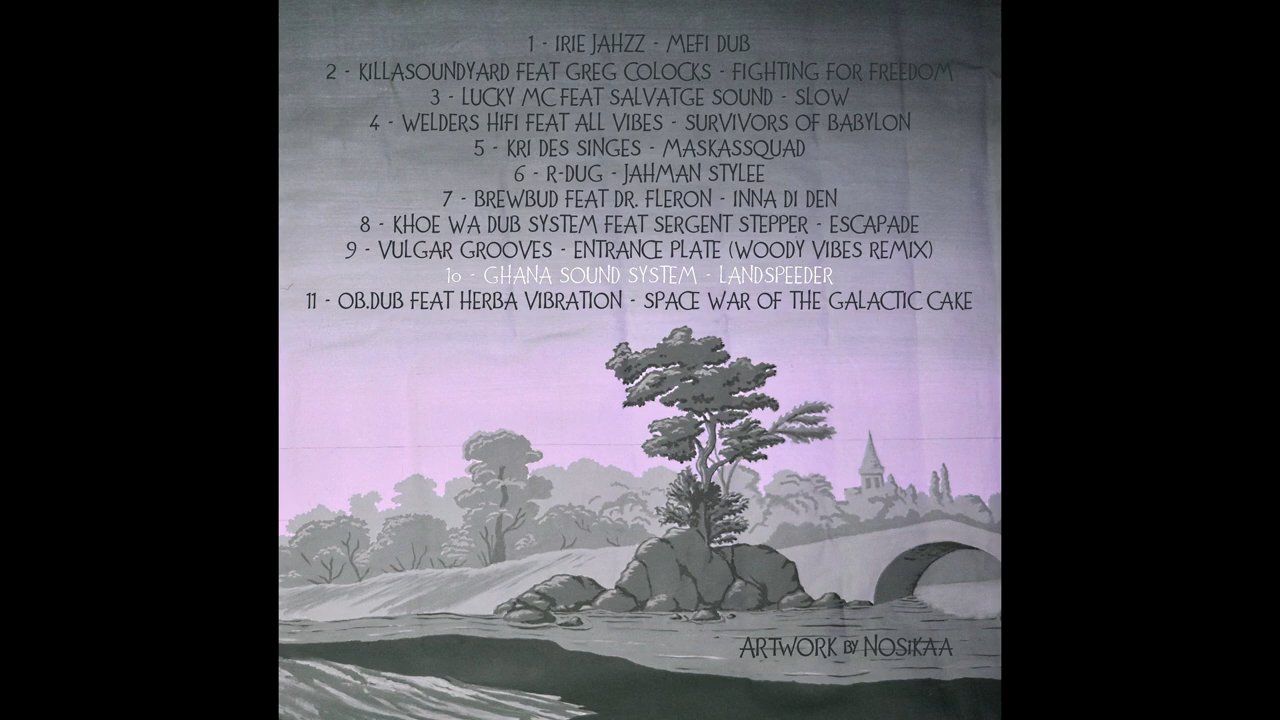 1 - IRIE JAHZZ - MEFI DUB
2 - KILLASOUNDYARD FEAT GREG COLOCKS - FIGHTING FOR FREEDOM
3 - LUCKY MC FEAT SALVATGE SOUND - SLOW
4 - WELDERS HIFI FEAT ALL VIBES - SURVIVORS OF BABYLON
5 - KRI DES SINGES - MASKASSQUAD
6 - R-DUG - JAHMAN STYLEE
7 - BREWBUD FEAT DR. FLERON - INNA DI DEN
8 - KHOE WA DUB SYSTEM FEAT SERGENT STEPPER - ESCAPADE
9 - VULGAR GROOVES - ENTRANCE PLATE (WOODY VIBES REMIX)
10 - GHANA SOUND SYSTEM - LANDSPEEDER
11 - OB.DUB FEAT HERBA VIBRATION - SPACE WAR OF THE GALACTIC CAKE
ARTWORK BY NOSiKAA